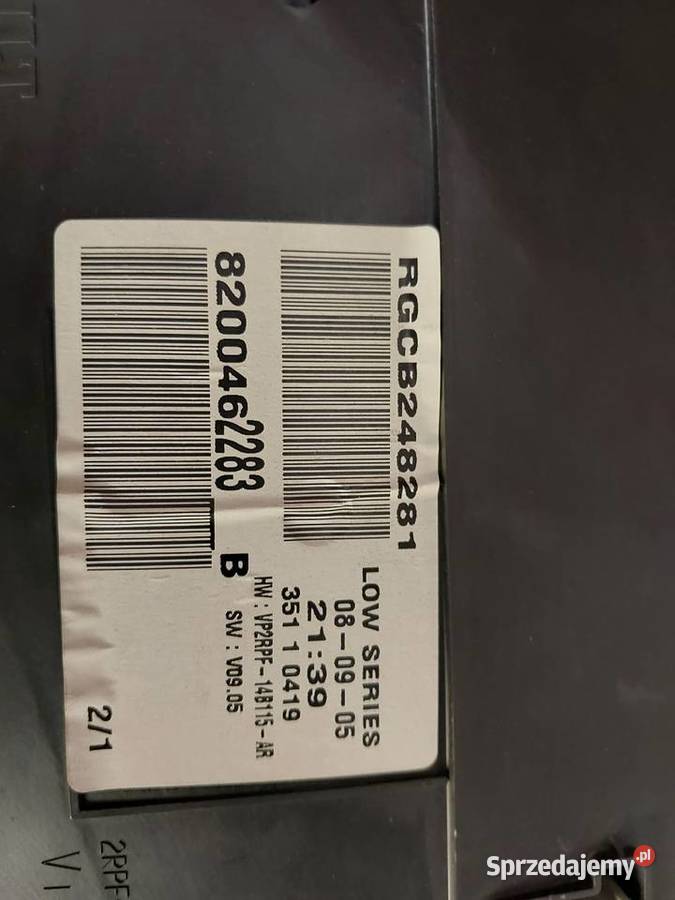 RGCB248281
LOW SERIES
08-09-05
21:39
351 1 0419
8200462283
B
HW : VP2RPF-14B115-AR
SW : V09.05
2/1
2RPF
Sprzedajemy.pl